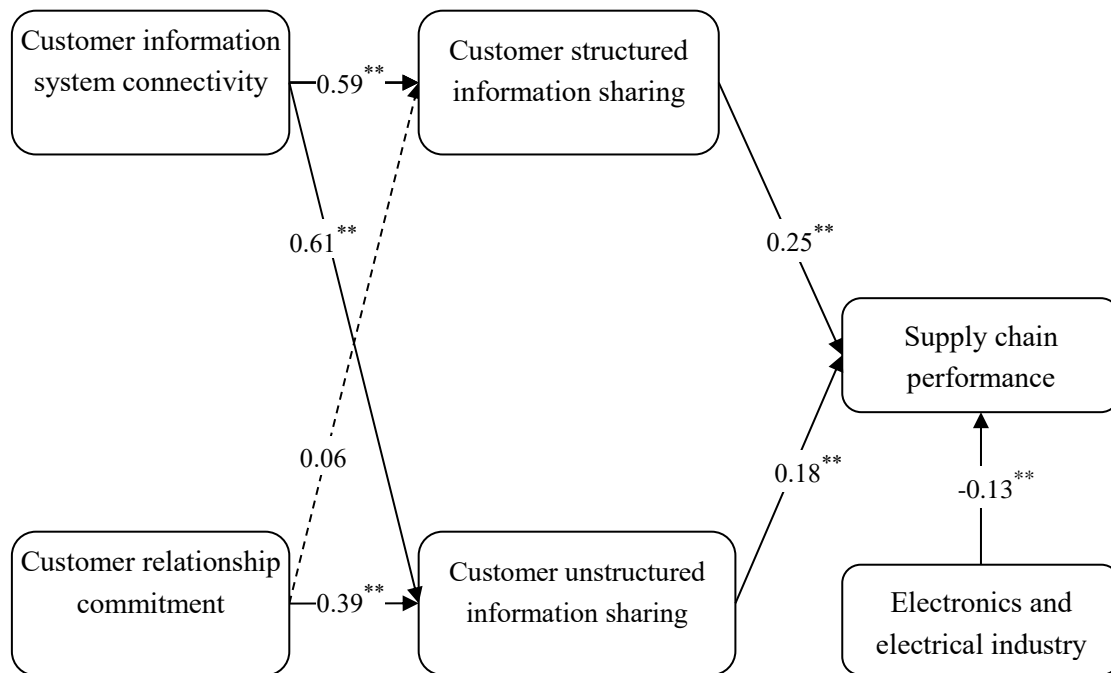 Customer information
system connectivity
0.59**
Customer structured
information sharing
0.61**
0.25**
Supply chain
performance
0.06
0.18**
-0.13**
Customer relationship
commitment
0.39**
Customer unstructured
information sharing
Electronics and
electrical industry